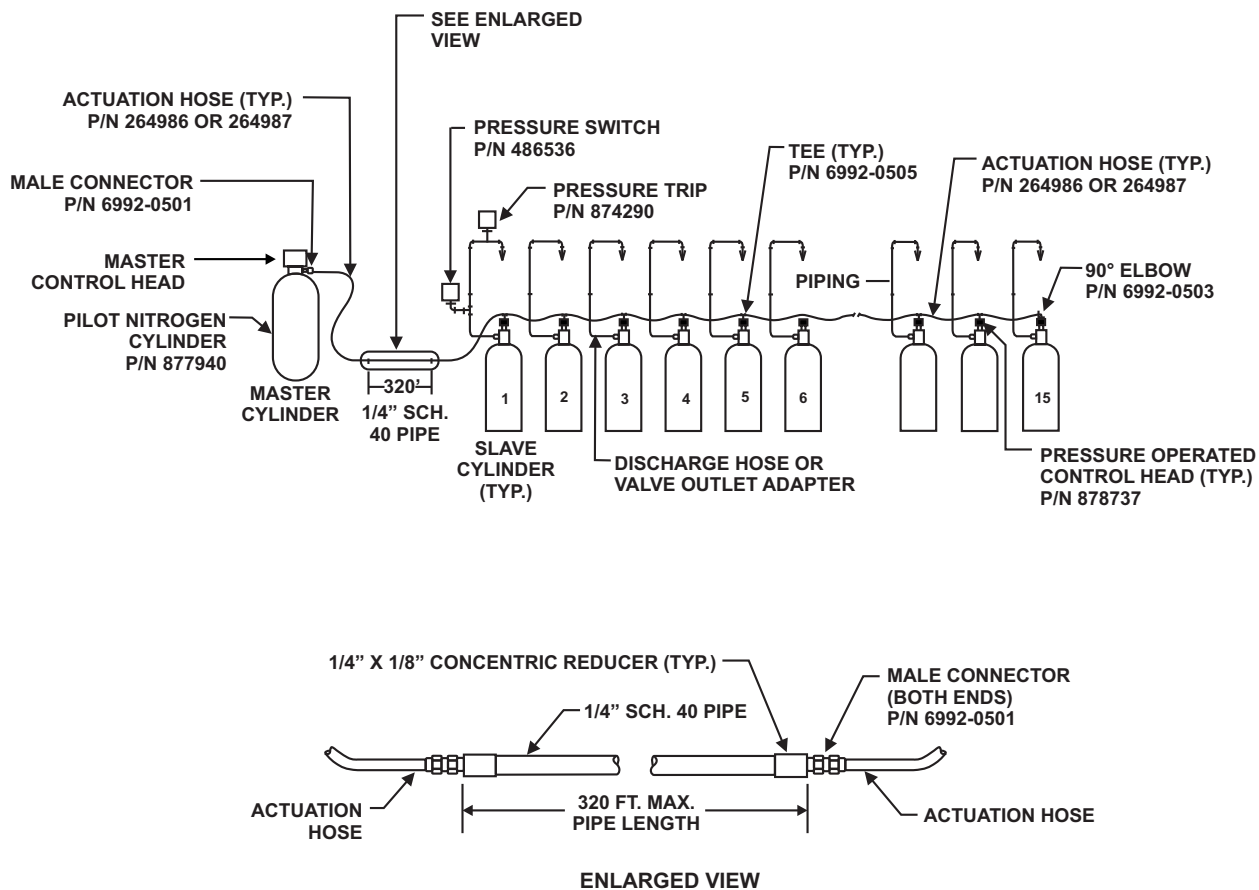 SEE ENLARGED
VIEW
ACTUATION HOSE (TYP.)
P/N 264986 OR 264987
PRESSURE SWITCH
P/N 486536
TEE (TYP.)
P/N 6992-0505
ACTUATION HOSE (TYP.)
P/N 264986 OR 264987
MALE CONNECTOR
P/N 6992-0501
PRESSURE TRIP
P/N 874290
MASTER
CONTROL HEAD
PIPING
90° ELBOW
P/N 6992-0503
PILOT NITROGEN
CYLINDER
P/N 877940
MASTER
CYLINDER
320’
1/4” SCH.
40 PIPE
1
2
3
4
5
6
15
SLAVE
CYLINDER
(TYP.)
DISCHARGE HOSE OR
VALVE OUTLET ADAPTER
PRESSURE OPERATED
CONTROL HEAD (TYP.)
P/N 878737
1/4” X 1/8” CONCENTRIC REDUCER (TYP.)
MALE CONNECTOR
(BOTH ENDS)
P/N 6992-0501
1/4” SCH. 40 PIPE
ACTUATION
HOSE
320 FT. MAX.
PIPE LENGTH
ACTUATION HOSE
ENLARGED VIEW